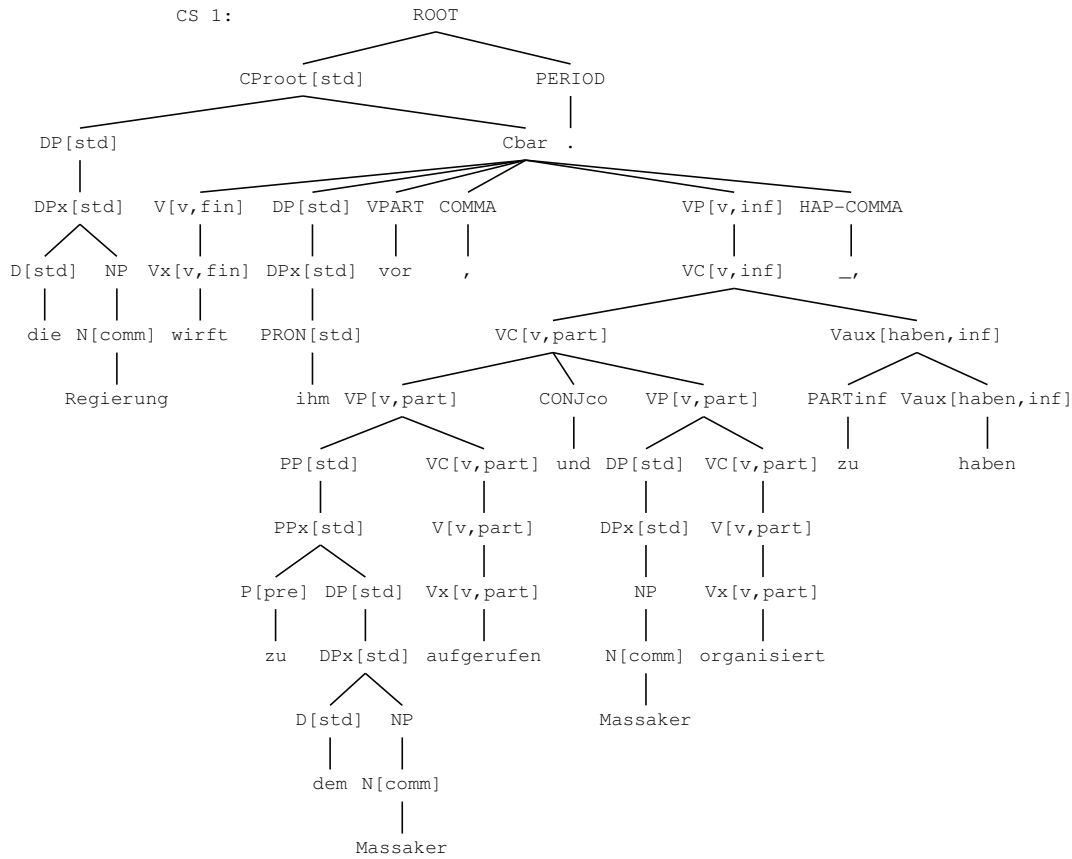 CS 1: ROOT
CProot[std] PERIOD
DP[std] Cbar .
DPx[std] V[v,fin] DP[std] VPART COMMA VP[v,inf] HAP-COMMA
D[std] NP Vx[v,fin] DPx[std] vor , VC[v,inf] _,
die N[comm] wirft PRON[std] VC[v,part] Vaux[haben,inf]
Regierung ihm VP[v,part] CONJco VP[v,part] PARTinf Vaux[haben,inf]
PP[std] VC[v,part] und DP[std] VC[v,part] zu haben
PPx[std] V[v,part] DPx[std] V[v,part]
P[pre] DP[std] Vx[v,part] NP Vx[v,part]
zu DPx[std] aufgerufen N[comm] organisiert
D[std] NP Massaker
dem N[comm]
Massaker